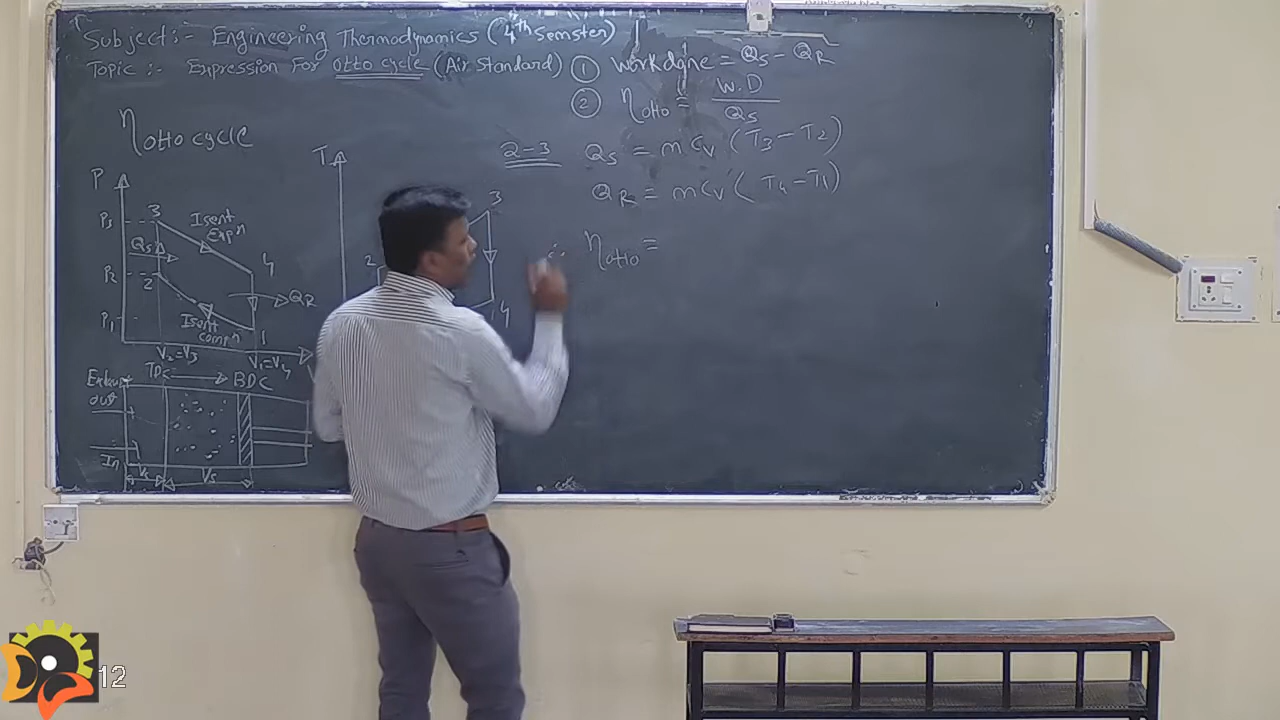 Subject:- Engineering Thermodynamics (4th Semster)
Topic :- Expression For Otto cycle (Air Standard)
① Workdone = Qs - QR
② ηotto = W.D / Qs
2-3 Qs = m Cv (T3 - T2)
QR = m Cv (T4 - T1)
∴ ηotto =
ηotto cycle
P
P3
3
Isent Expn
Qs
4
P2
2
QR
P1
Isent compn
1
V2=V3
V1=V4
T
3
2
4
TDC
BDC
Exhaust out
In
Vs
12